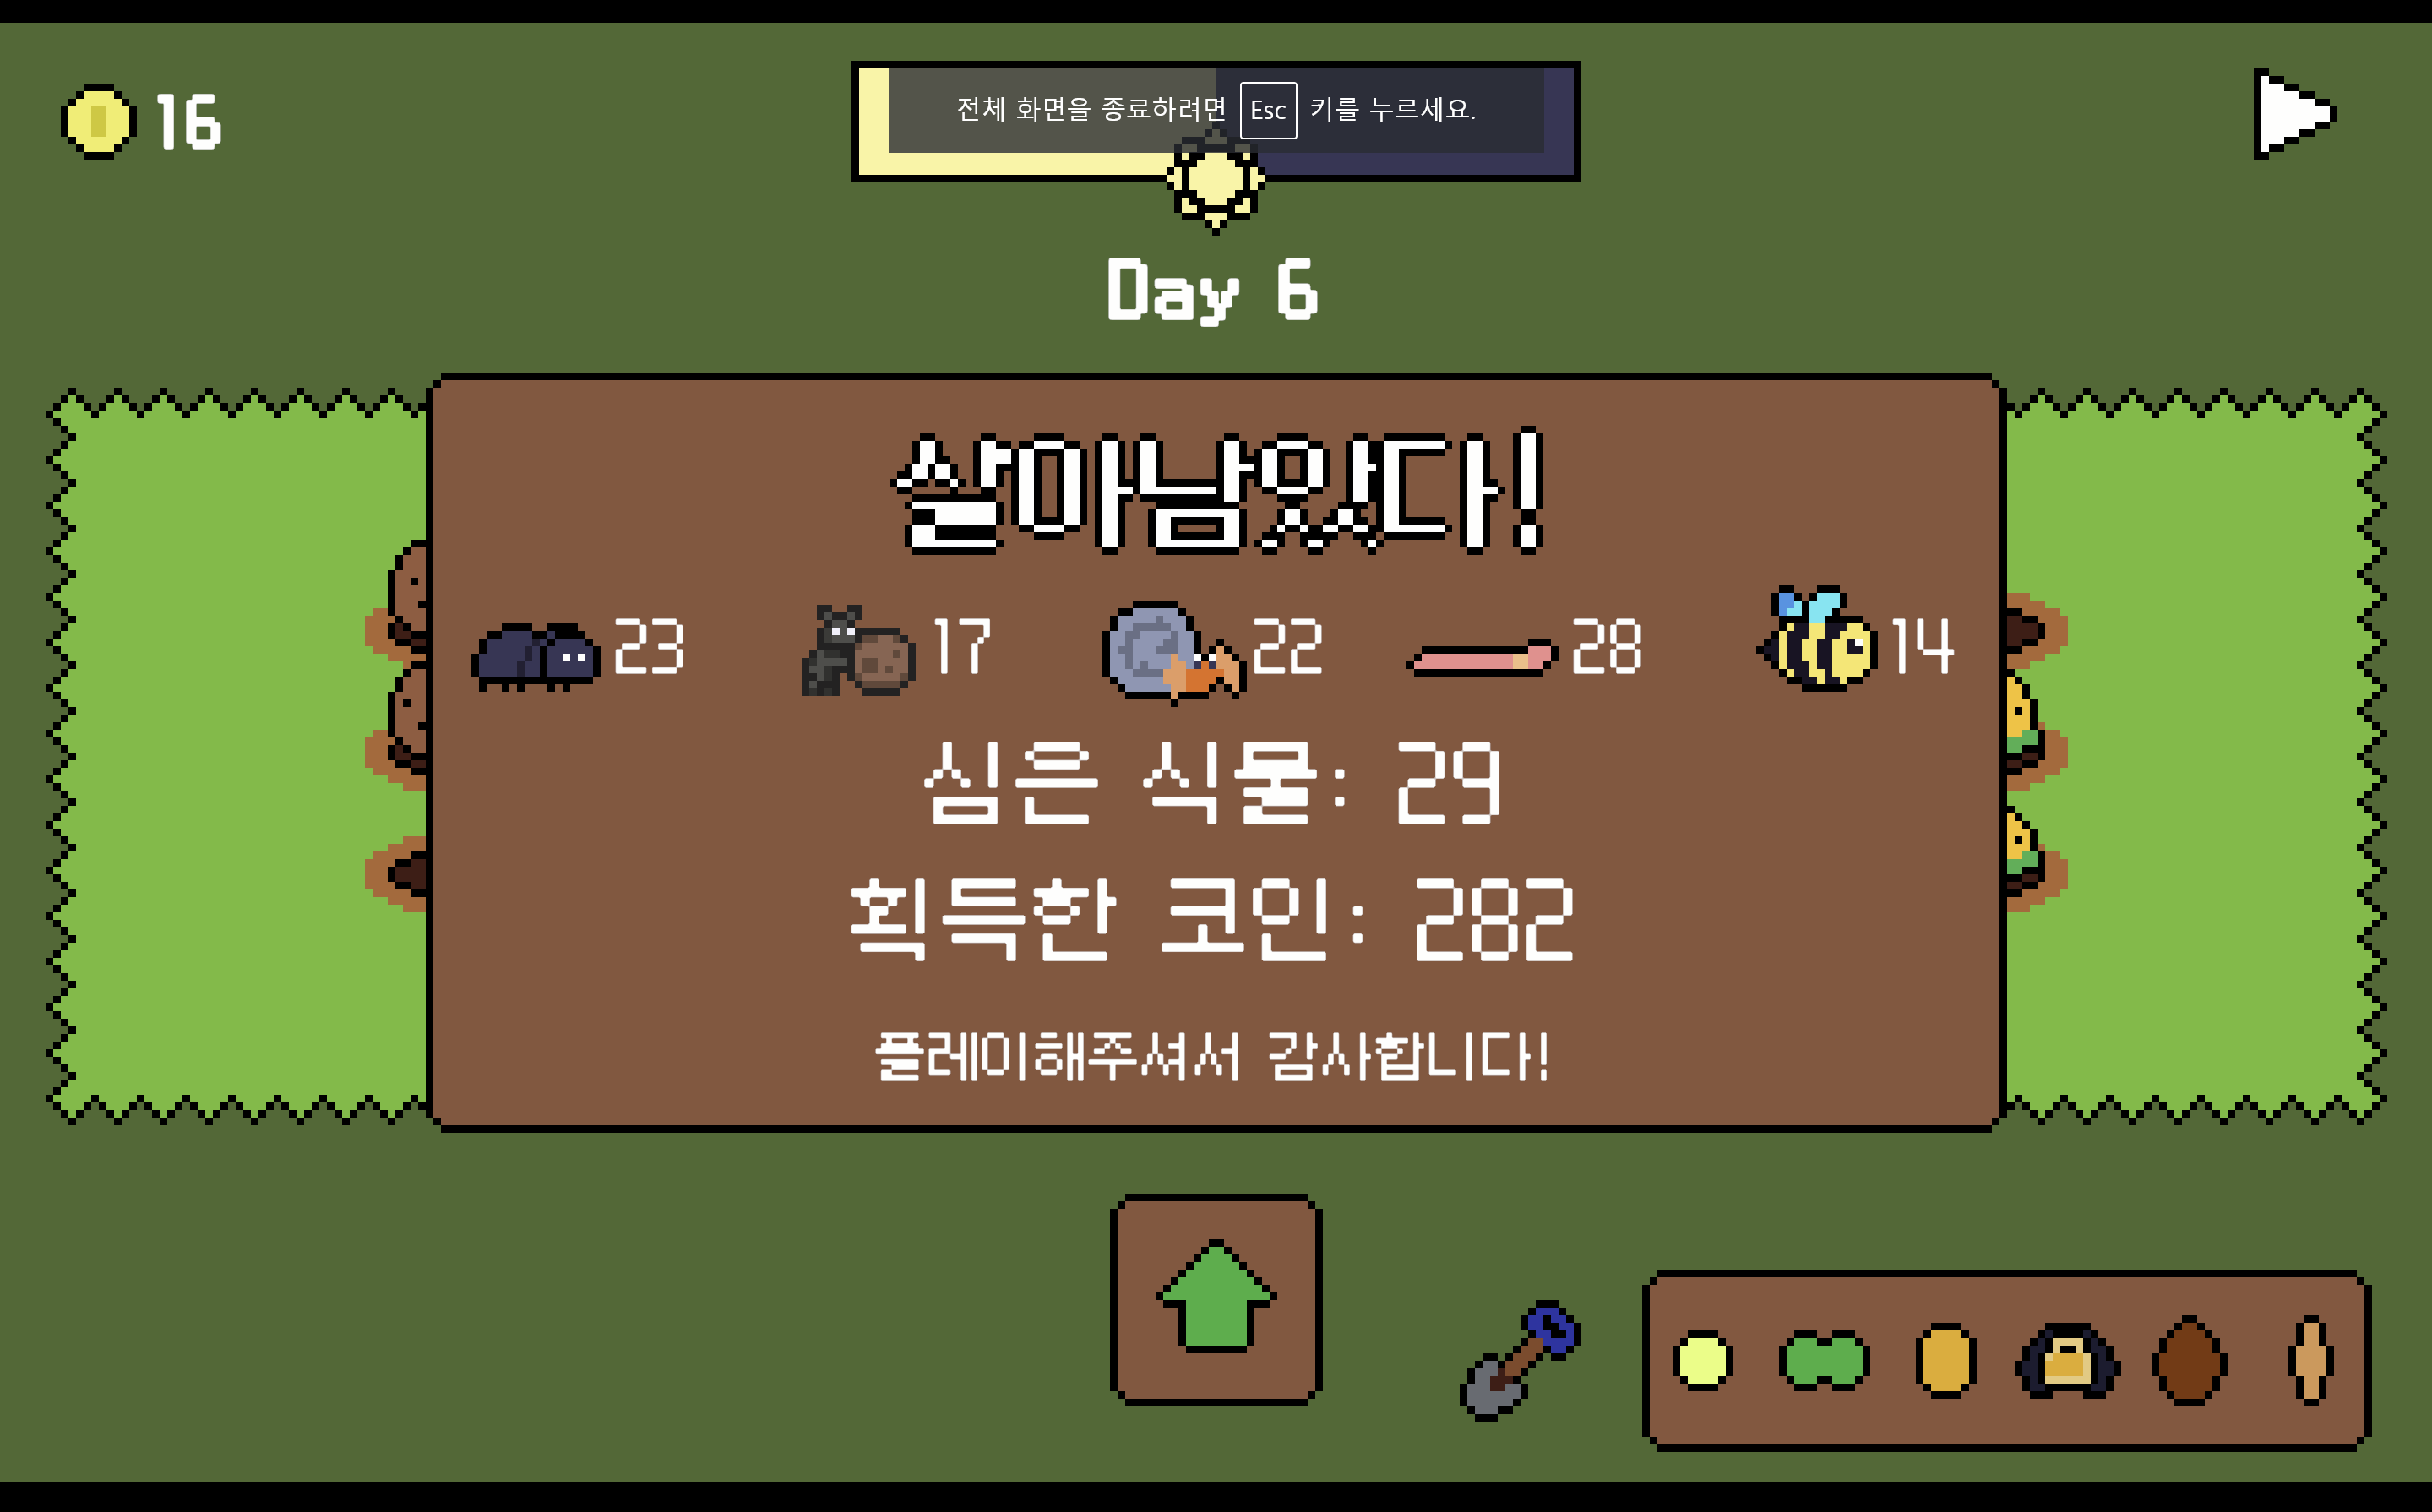 16
전체 화면을 종료하려면 Esc 키를 누르세요.
Day 6
살아남았다!
23 17 22 28 14
심은 식물: 29
획득한 코인: 282
플레이해주셔서 감사합니다!